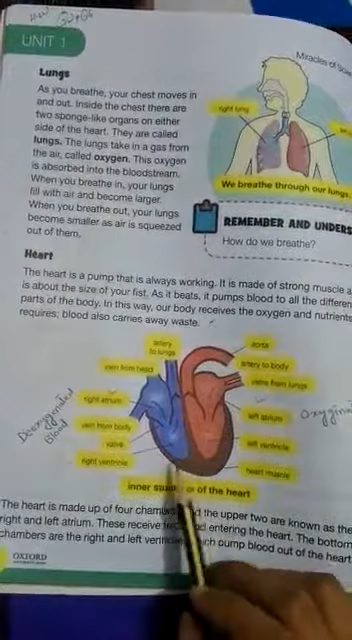 UNIT 1
Miracles of
Lungs
As you breathe, your chest moves in
and out. Inside the chest there are
two sponge-like organs on either
side of the heart. They are called
lungs. The lungs take in a gas from
the air, called oxygen. This oxygen
is absorbed into the bloodstream.
When you breathe in, your lungs
fill with air and become larger.
When you breathe out, your lungs
become smaller as air is squeezed
out of them.
right lung
We breathe through our lungs.
REMEMBER AND UNDERS
How do we breathe?
Heart
The heart is a pump that is always working. It is made of strong muscle a
is about the size of your fist. As it beats, it pumps blood to all the differen
parts of the body. In this way, our body receives the oxygen and nutrients
requires; blood also carries away waste.
artery
to lungs
aorta
vein from head
artery to body
veins from lungs
right atrium
left atrium
vein from body
valve
left ventricle
right ventricle
heart muscle
Deoxyginated
Blood
Oxygina
inner of the heart
The heart is made up of four chambers the upper two are known as the
right and left atrium. These receive entering the heart. The bottom
chambers are the right and left pump blood out of the heart
OXFORD